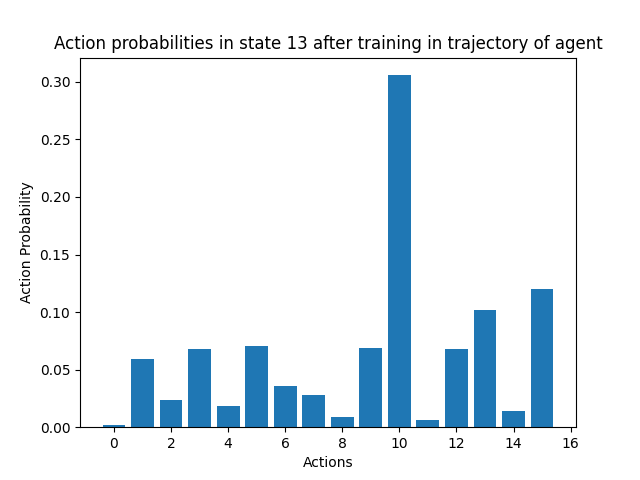 Action probabilities in state 13 after training in trajectory of agent
0.30
0.25
0.20
0.15
0.10
0.05
0.00
Action Probability
0 2 4 6 8 10 12 14 16
Actions